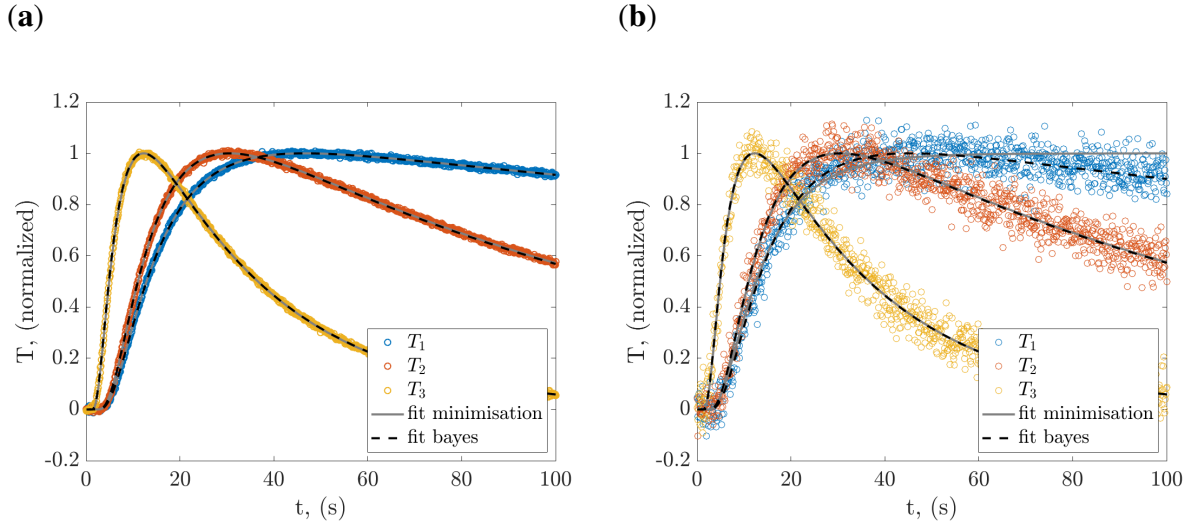 (a)
(b)
T, (normalized)
1.2
1
0.8
0.6
0.4
0.2
0
-0.2
0 20 40 60 80 100
t, (s)
T1
T2
T3
fit minimisation
fit bayes
T, (normalized)
1.2
1
0.8
0.6
0.4
0.2
0
-0.2
0 20 40 60 80 100
t, (s)
T1
T2
T3
fit minimisation
fit bayes